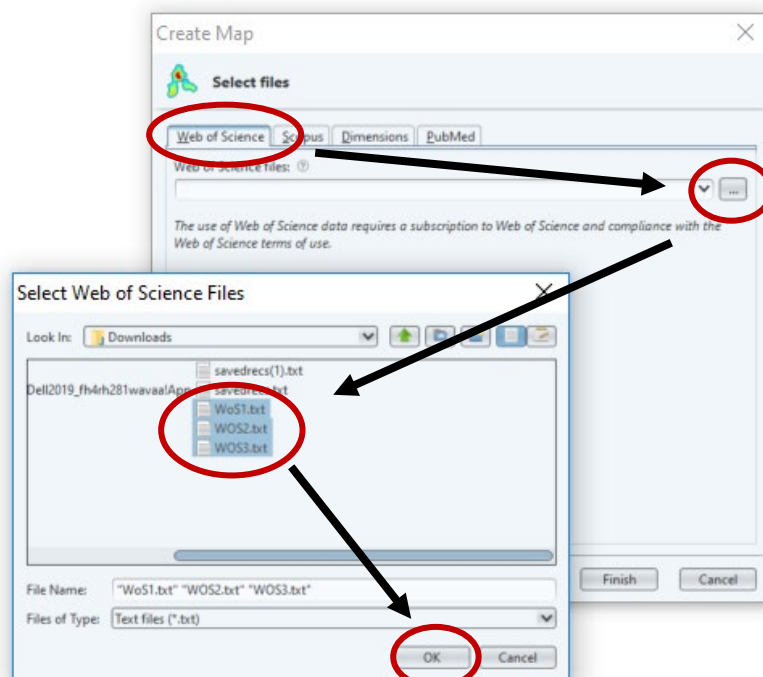 Create Map
Select files
Web of Science Scopus Dimensions PubMed
Web of Science files:
...
The use of Web of Science data requires a subscription to Web of Science and compliance with the
Web of Science terms of use.
Select Web of Science Files
Look In: Downloads
savedrecs(1).txt
Dell2019_fh4rh281wavaa!App savedrecs.txt
WoS1.txt
WOS2.txt
WOS3.txt
File Name: "WoS1.txt" "WOS2.txt" "WOS3.txt"
Files of Type: Text files (*.txt)
OK Cancel
Finish Cancel